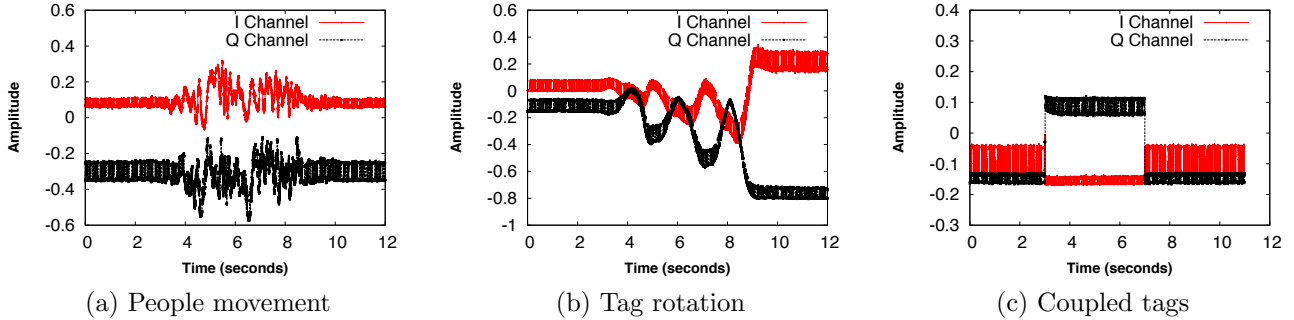 0.6
0.4
0.2
0
-0.2
-0.4
-0.6
0 2 4 6 8 10 12
Amplitude
Time (seconds)
I Channel
Q Channel
(a) People movement
0.6
0.4
0.2
0
-0.2
-0.4
-0.6
-0.8
-1
0 2 4 6 8 10 12
Amplitude
Time (seconds)
I Channel
Q Channel
(b) Tag rotation
0.4
0.3
0.2
0.1
0
-0.1
-0.2
-0.3
0 2 4 6 8 10 12
Amplitude
Time (seconds)
I Channel
Q Channel
(c) Coupled tags